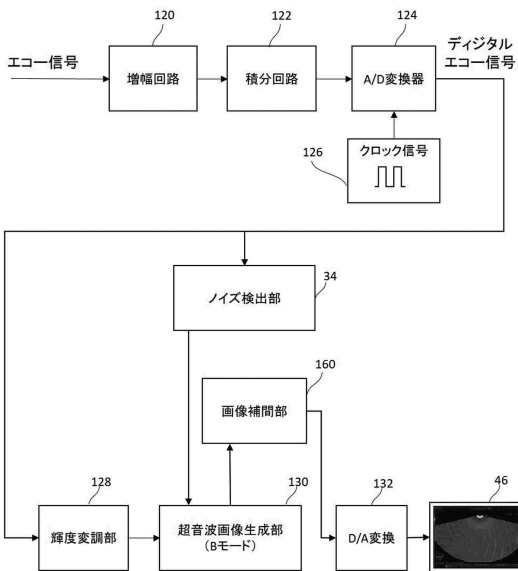 120
122
124
ディジタル
エコー信号
エコー信号
増幅回路
積分回路
A/D変換器
126
クロック信号
34
ノイズ検出部
160
画像補間部
128
130
132
46
輝度変調部
超音波画像生成部
(Bモード)
D/A変換